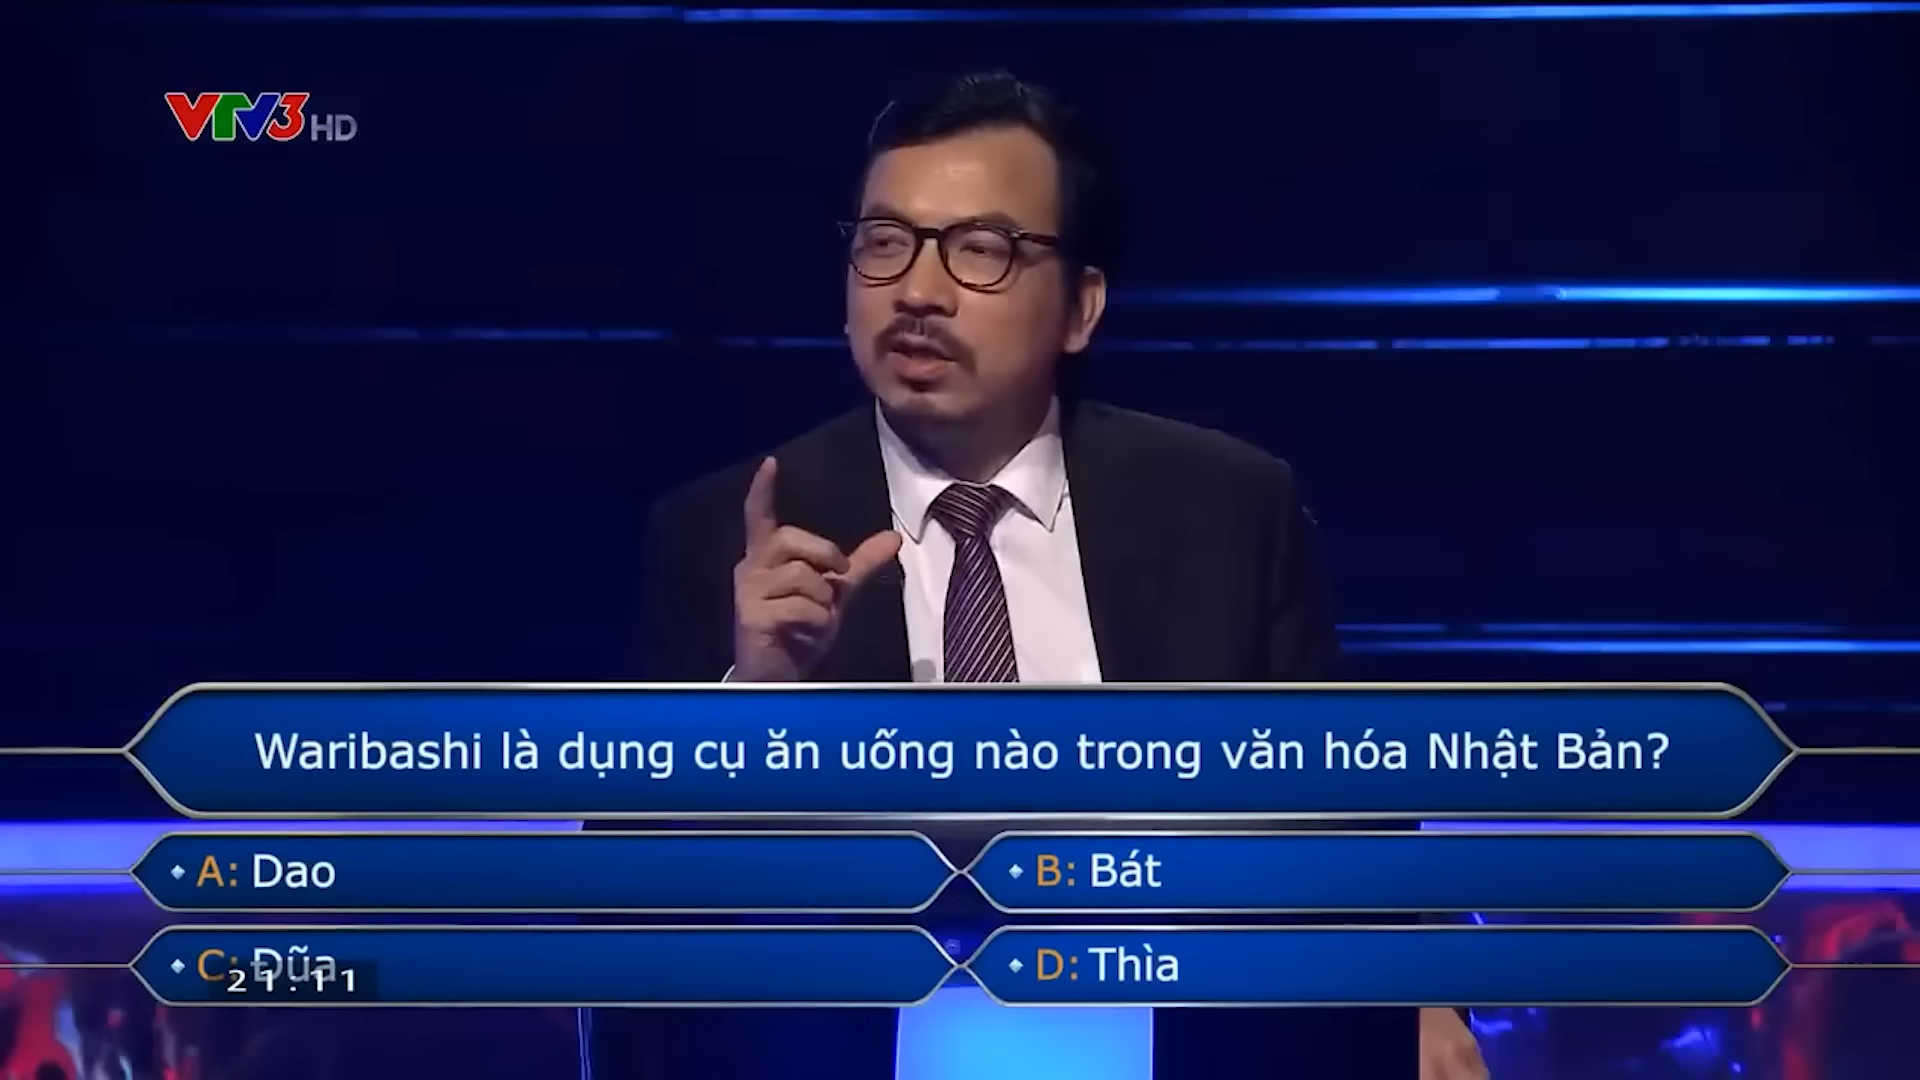 VTV3 HD
Waribashi là dụng cụ ăn uống nào trong văn hóa Nhật Bản?
A: Dao
B: Bát
C: Đũa
21:11
D: Thìa